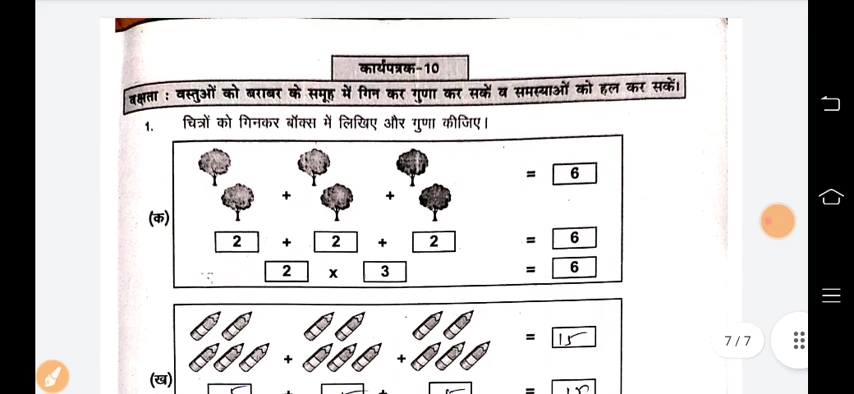 कार्यपत्रक-10
दक्षता : वस्तुओं को बराबर के समूह में गिन कर गुणा कर सकें व समस्याओं को हल कर सकें।
1. चित्रों को गिनकर बॉक्स में लिखिए और गुणा कीजिए।
+ + = 6
(क)
2 + 2 + 2 = 6
2 x 3 = 6
+ + = 15
(ख)
7 / 7